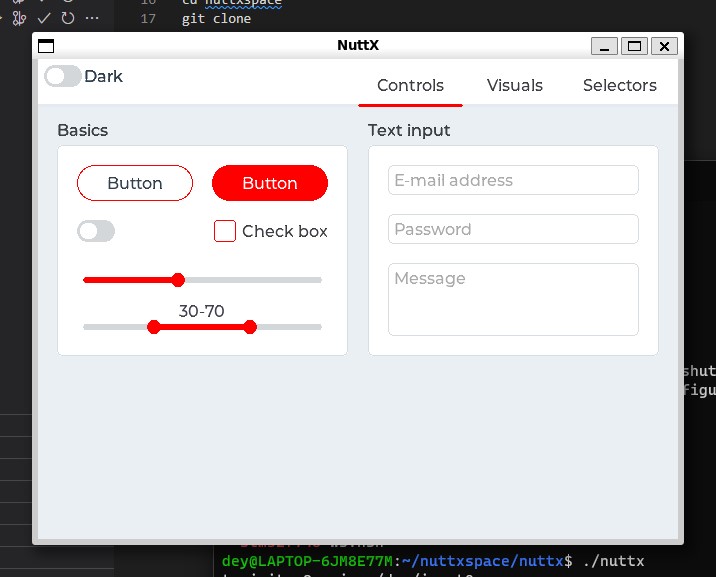 16 cd nuttxspace
17 git clone
NuttX
Dark
Controls Visuals Selectors
Basics
Text input
Button Button
E-mail address
Check box
Password
Message
30-70
shut
figu
dey@LAPTOP-6JM8E77M:~/nuttxspace/nuttx$ ./nuttx